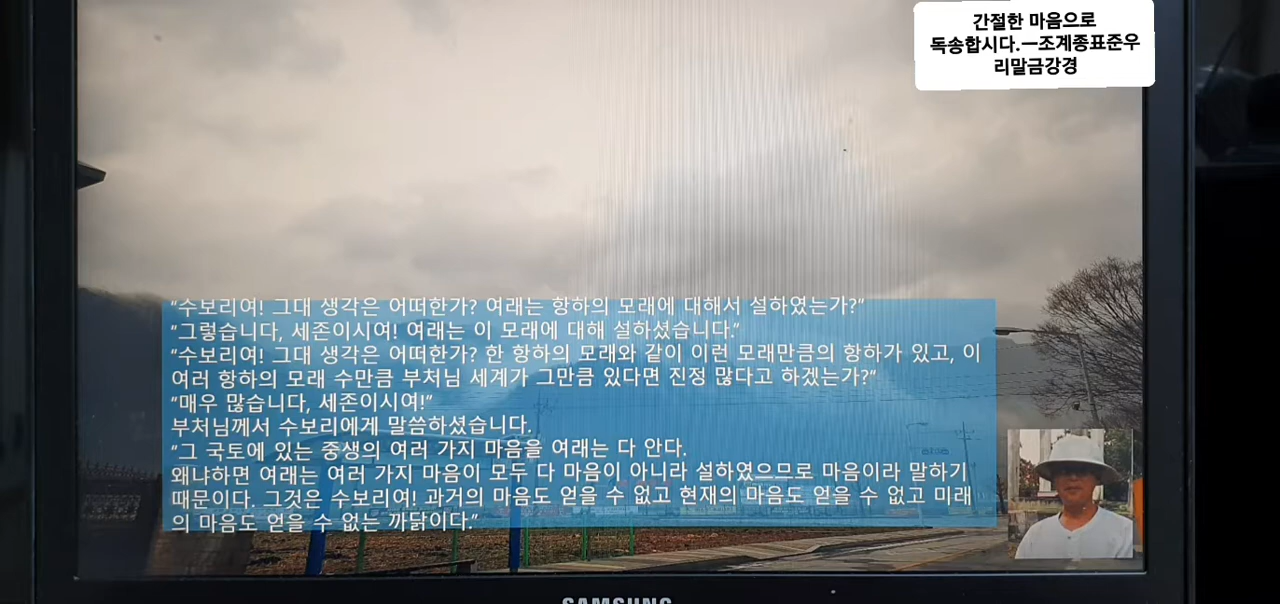 간절한 마음으로
독송합시다.ㅡ조계종표준우
리말금강경
“수보리여! 그대 생각은 어떠한가? 여래는 항하의 모래에 대해서 설하였는가?”
“그렇습니다, 세존이시여! 여래는 이 모래에 대해 설하셨습니다.”
“수보리여! 그대 생각은 어떠한가? 한 항하의 모래와 같이 이런 모래만큼의 항하가 있고, 이
여러 항하의 모래 수만큼 부처님 세계가 그만큼 있다면 진정 많다고 하겠는가?”
“매우 많습니다, 세존이시여!”
부처님께서 수보리에게 말씀하셨습니다.
“그 국토에 있는 중생의 여러 가지 마음을 여래는 다 안다.
왜냐하면 여래는 여러 가지 마음이 모두 다 마음이 아니라 설하였으므로 마음이라 말하기
때문이다. 그것은 수보리여! 과거의 마음도 얻을 수 없고 현재의 마음도 얻을 수 없고 미래
의 마음도 얻을 수 없는 까닭이다.”
SAMSUNG